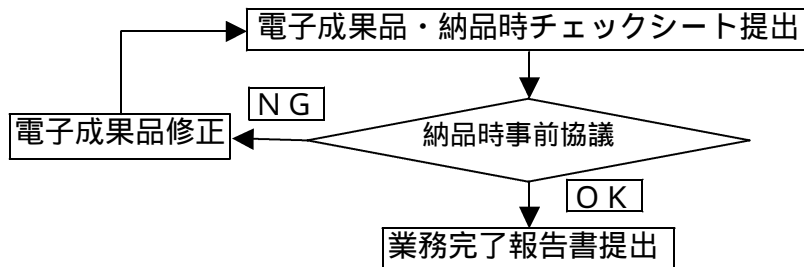 電子成果品・納品時チェックシート提出
ＮＧ
電子成果品修正
納品時事前協議
ＯＫ
業務完了報告書提出